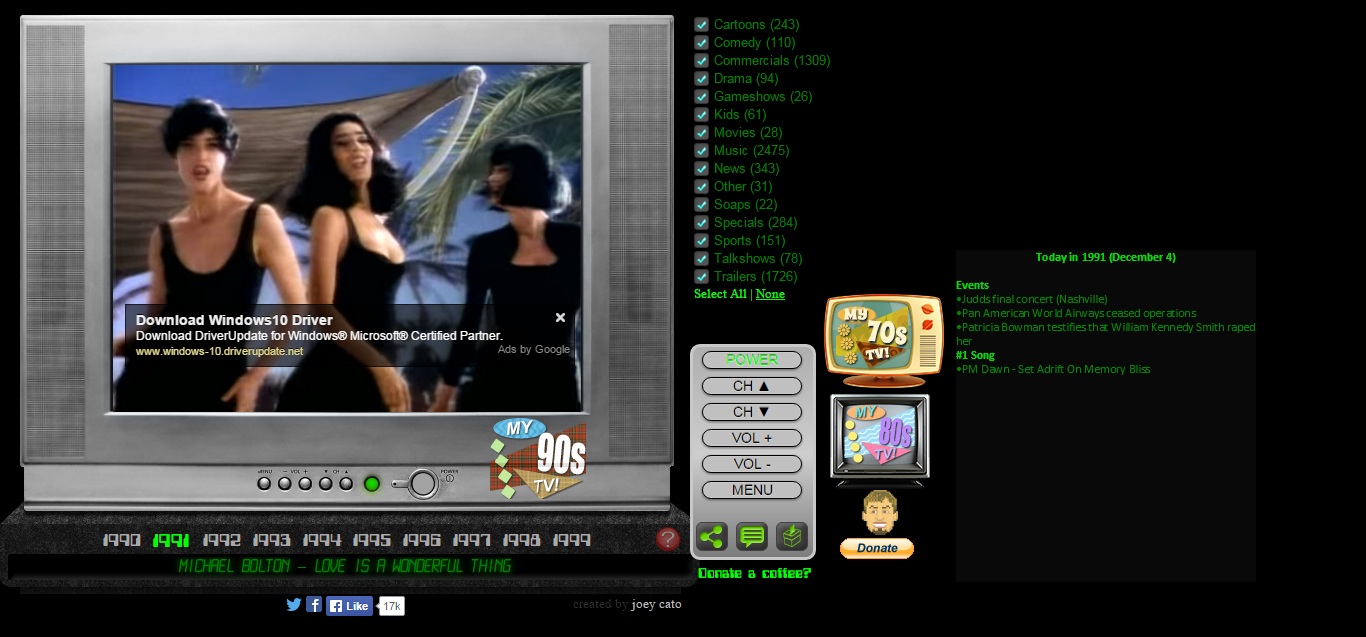 Cartoons (243)
Comedy (110)
Commercials (1309)
Drama (94)
Gameshows (26)
Kids (61)
Movies (28)
Music (2475)
News (343)
Other (31)
Soaps (22)
Specials (284)
Sports (151)
Talkshows (78)
Trailers (1726)
Select All | None
Download Windows10 Driver
Download DriverUpdate for Windows® Microsoft® Certified Partner.
www.windows-10.driverupdate.net
Ads by Google
MY
90s
TV!
MENU
− VOL +
▼ CH ▲
POWER
1990 1991 1992 1993 1994 1995 1996 1997 1998 1999
?
MICHAEL BOLTON - LOVE IS A WONDERFUL THING
Like
17k
created by joey cato
POWER
CH ▲
CH ▼
VOL +
VOL -
MENU
Donate a coffee?
MY
70s
TV!
MY
80s
TV!
Donate
Today in 1991 (December 4)
Events
•Judds final concert (Nashville)
•Pan American World Airways ceased operations
•Patricia Bowman testifies that William Kennedy Smith raped
her
#1 Song
•PM Dawn - Set Adrift On Memory Bliss